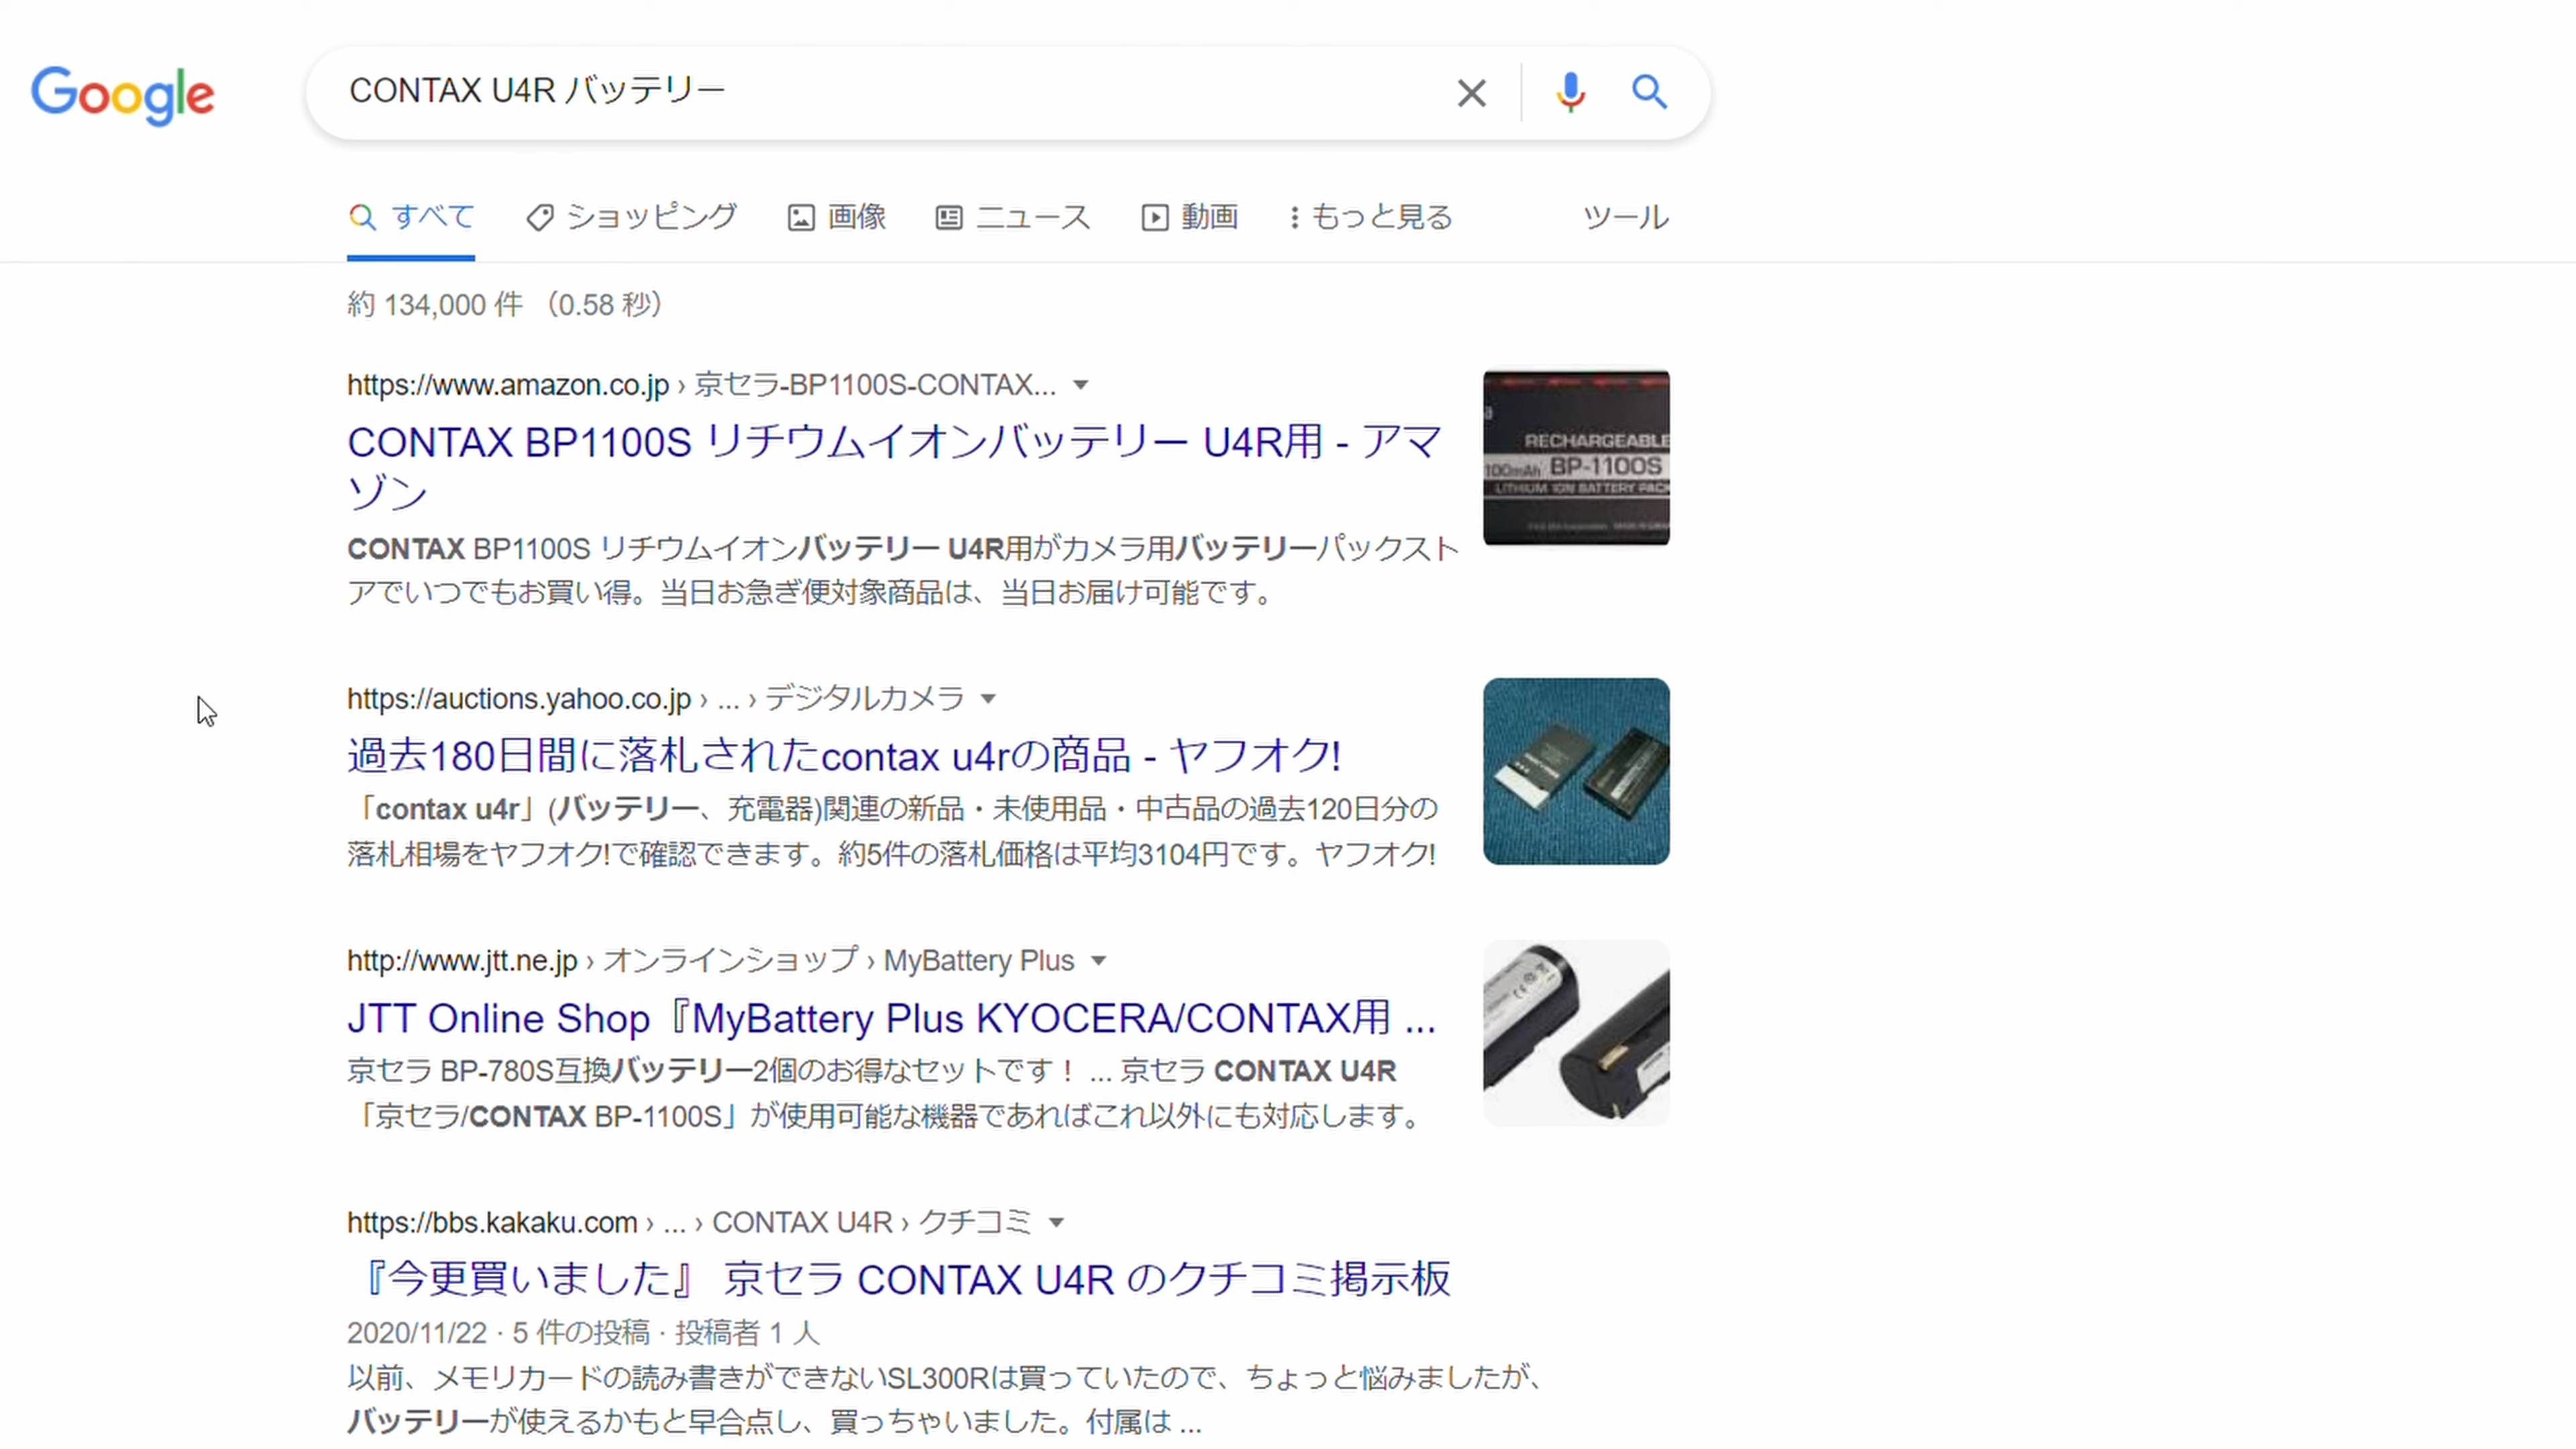 Google
CONTAX U4R バッテリー
すべて ショッピング 画像 ニュース 動画 もっと見る ツール
約 134,000 件 （0.58 秒）
https://www.amazon.co.jp › 京セラ-BP1100S-CONTAX...
CONTAX BP1100S リチウムイオンバッテリー U4R用 - アマ
ゾン
CONTAX BP1100S リチウムイオンバッテリー U4R用がカメラ用バッテリーパックスト
アでいつでもお買い得。当日お急ぎ便対象商品は、当日お届け可能です。
RECHARGEABLE
100mAh BP-1100S
LITHIUM ION BATTERY PACK
https://auctions.yahoo.co.jp › ... › デジタルカメラ
過去180日間に落札されたcontax u4rの商品 - ヤフオク!
「contax u4r」(バッテリー、充電器)関連の新品・未使用品・中古品の過去120日分の
落札相場をヤフオク!で確認できます。約5件の落札価格は平均3104円です。ヤフオク!
http://www.jtt.ne.jp › オンラインショップ › MyBattery Plus
JTT Online Shop『MyBattery Plus KYOCERA/CONTAX用 ...
京セラ BP-780S互換バッテリー2個のお得なセットです！ ... 京セラ CONTAX U4R
「京セラ/CONTAX BP-1100S」が使用可能な機器であればこれ以外にも対応します。
https://bbs.kakaku.com › ... › CONTAX U4R › クチコミ
『今更買いました』 京セラ CONTAX U4R のクチコミ掲示板
2020/11/22 · 5 件の投稿 · 投稿者 1 人
以前、メモリカードの読み書きができないSL300Rは買っていたので、ちょっと悩みましたが、
バッテリーが使えるかもと早合点し、買っちゃいました。付属は ...